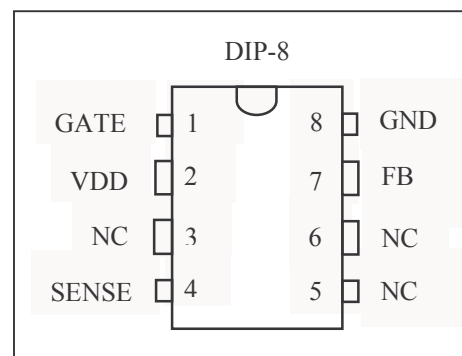 DIP-8
GATE 1 8 GND
VDD 2 7 FB
NC 3 6 NC
SENSE 4 5 NC